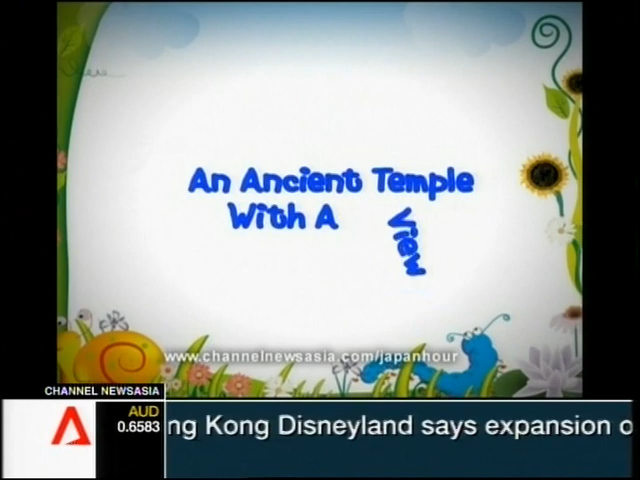 An Ancient Temple
With A View
www.channelnewsasia.com/japanhour
CHANNEL NEWSASIA
AUD
0.6583
ng Kong Disneyland says expansion o